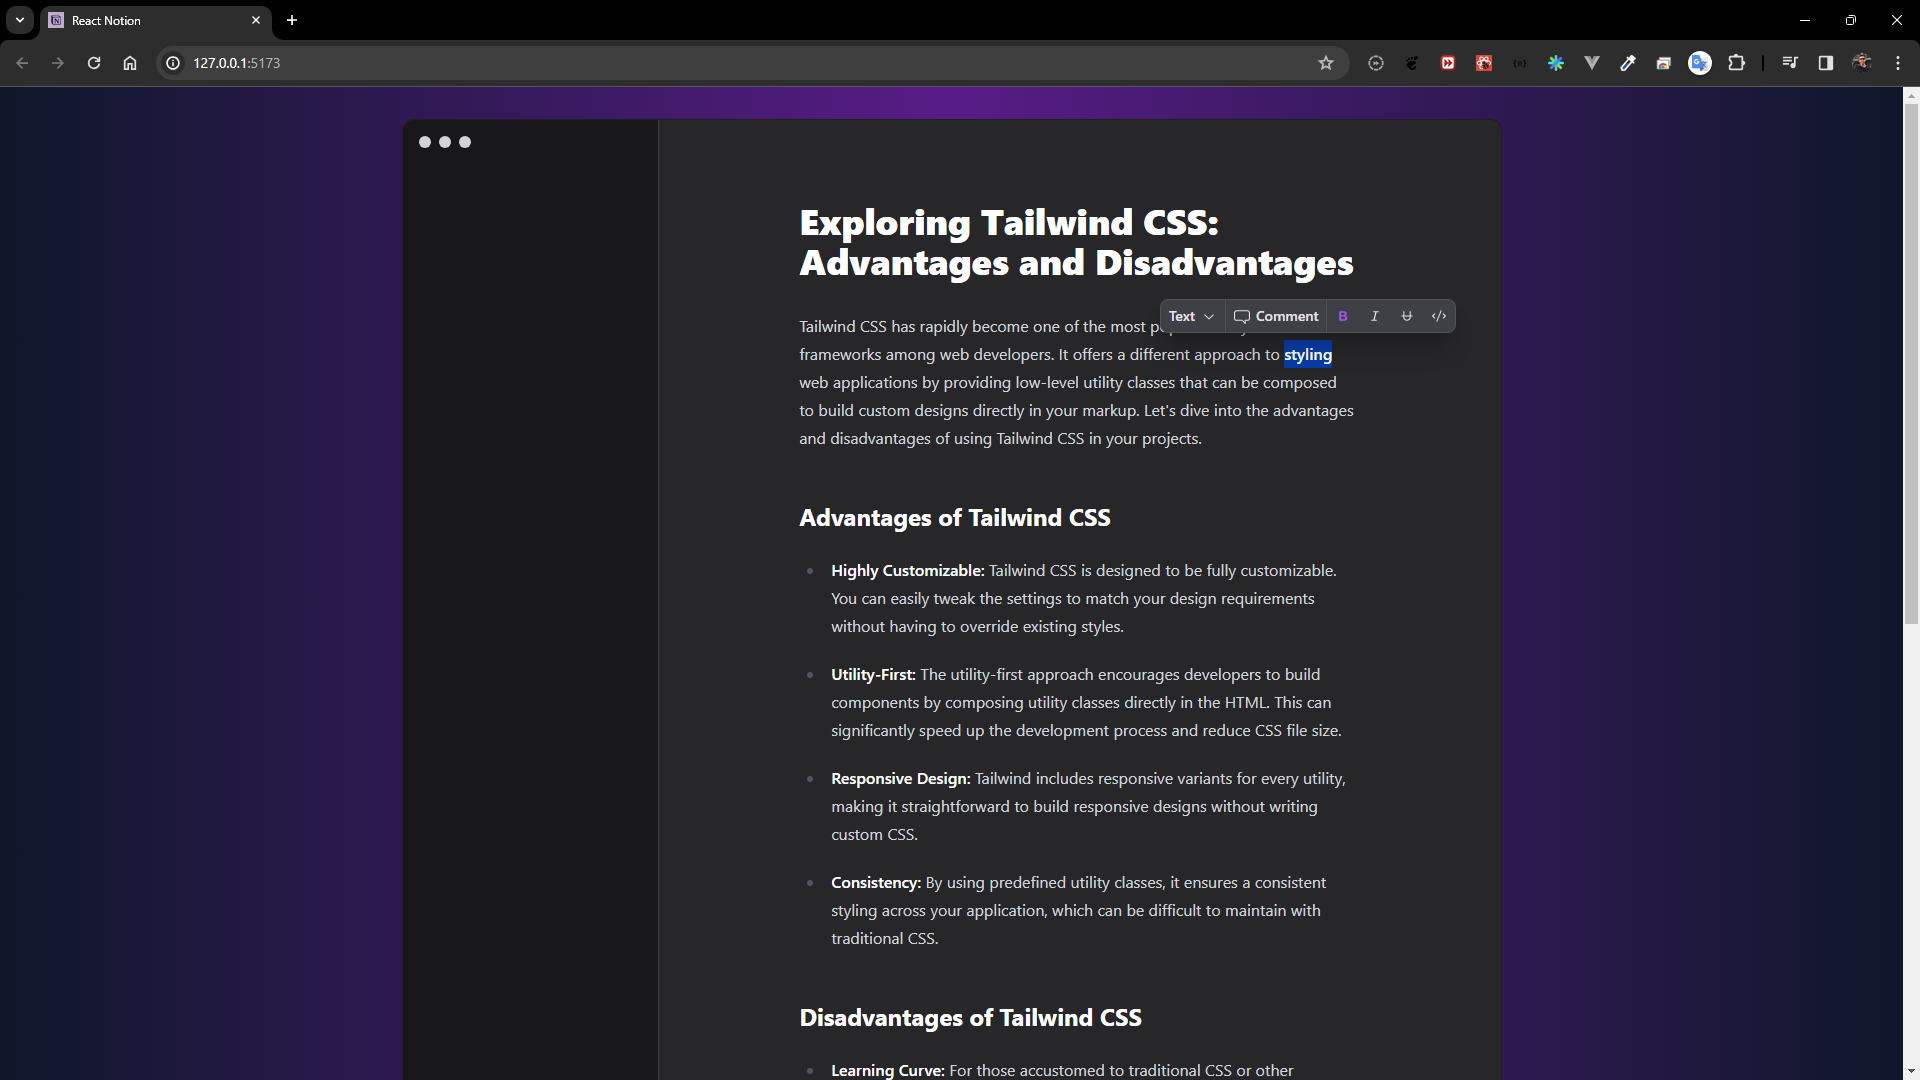 React Notion
127.0.0.1:5173
Exploring Tailwind CSS:
Advantages and Disadvantages
Text
Comment
B
I
Tailwind CSS has rapidly become one of the most
frameworks among web developers. It offers a different approach to styling
web applications by providing low-level utility classes that can be composed
to build custom designs directly in your markup. Let's dive into the advantages
and disadvantages of using Tailwind CSS in your projects.
Advantages of Tailwind CSS
Highly Customizable: Tailwind CSS is designed to be fully customizable.
You can easily tweak the settings to match your design requirements
without having to override existing styles.
Utility-First: The utility-first approach encourages developers to build
components by composing utility classes directly in the HTML. This can
significantly speed up the development process and reduce CSS file size.
Responsive Design: Tailwind includes responsive variants for every utility,
making it straightforward to build responsive designs without writing
custom CSS.
Consistency: By using predefined utility classes, it ensures a consistent
styling across your application, which can be difficult to maintain with
traditional CSS.
Disadvantages of Tailwind CSS
Learning Curve: For those accustomed to traditional CSS or other